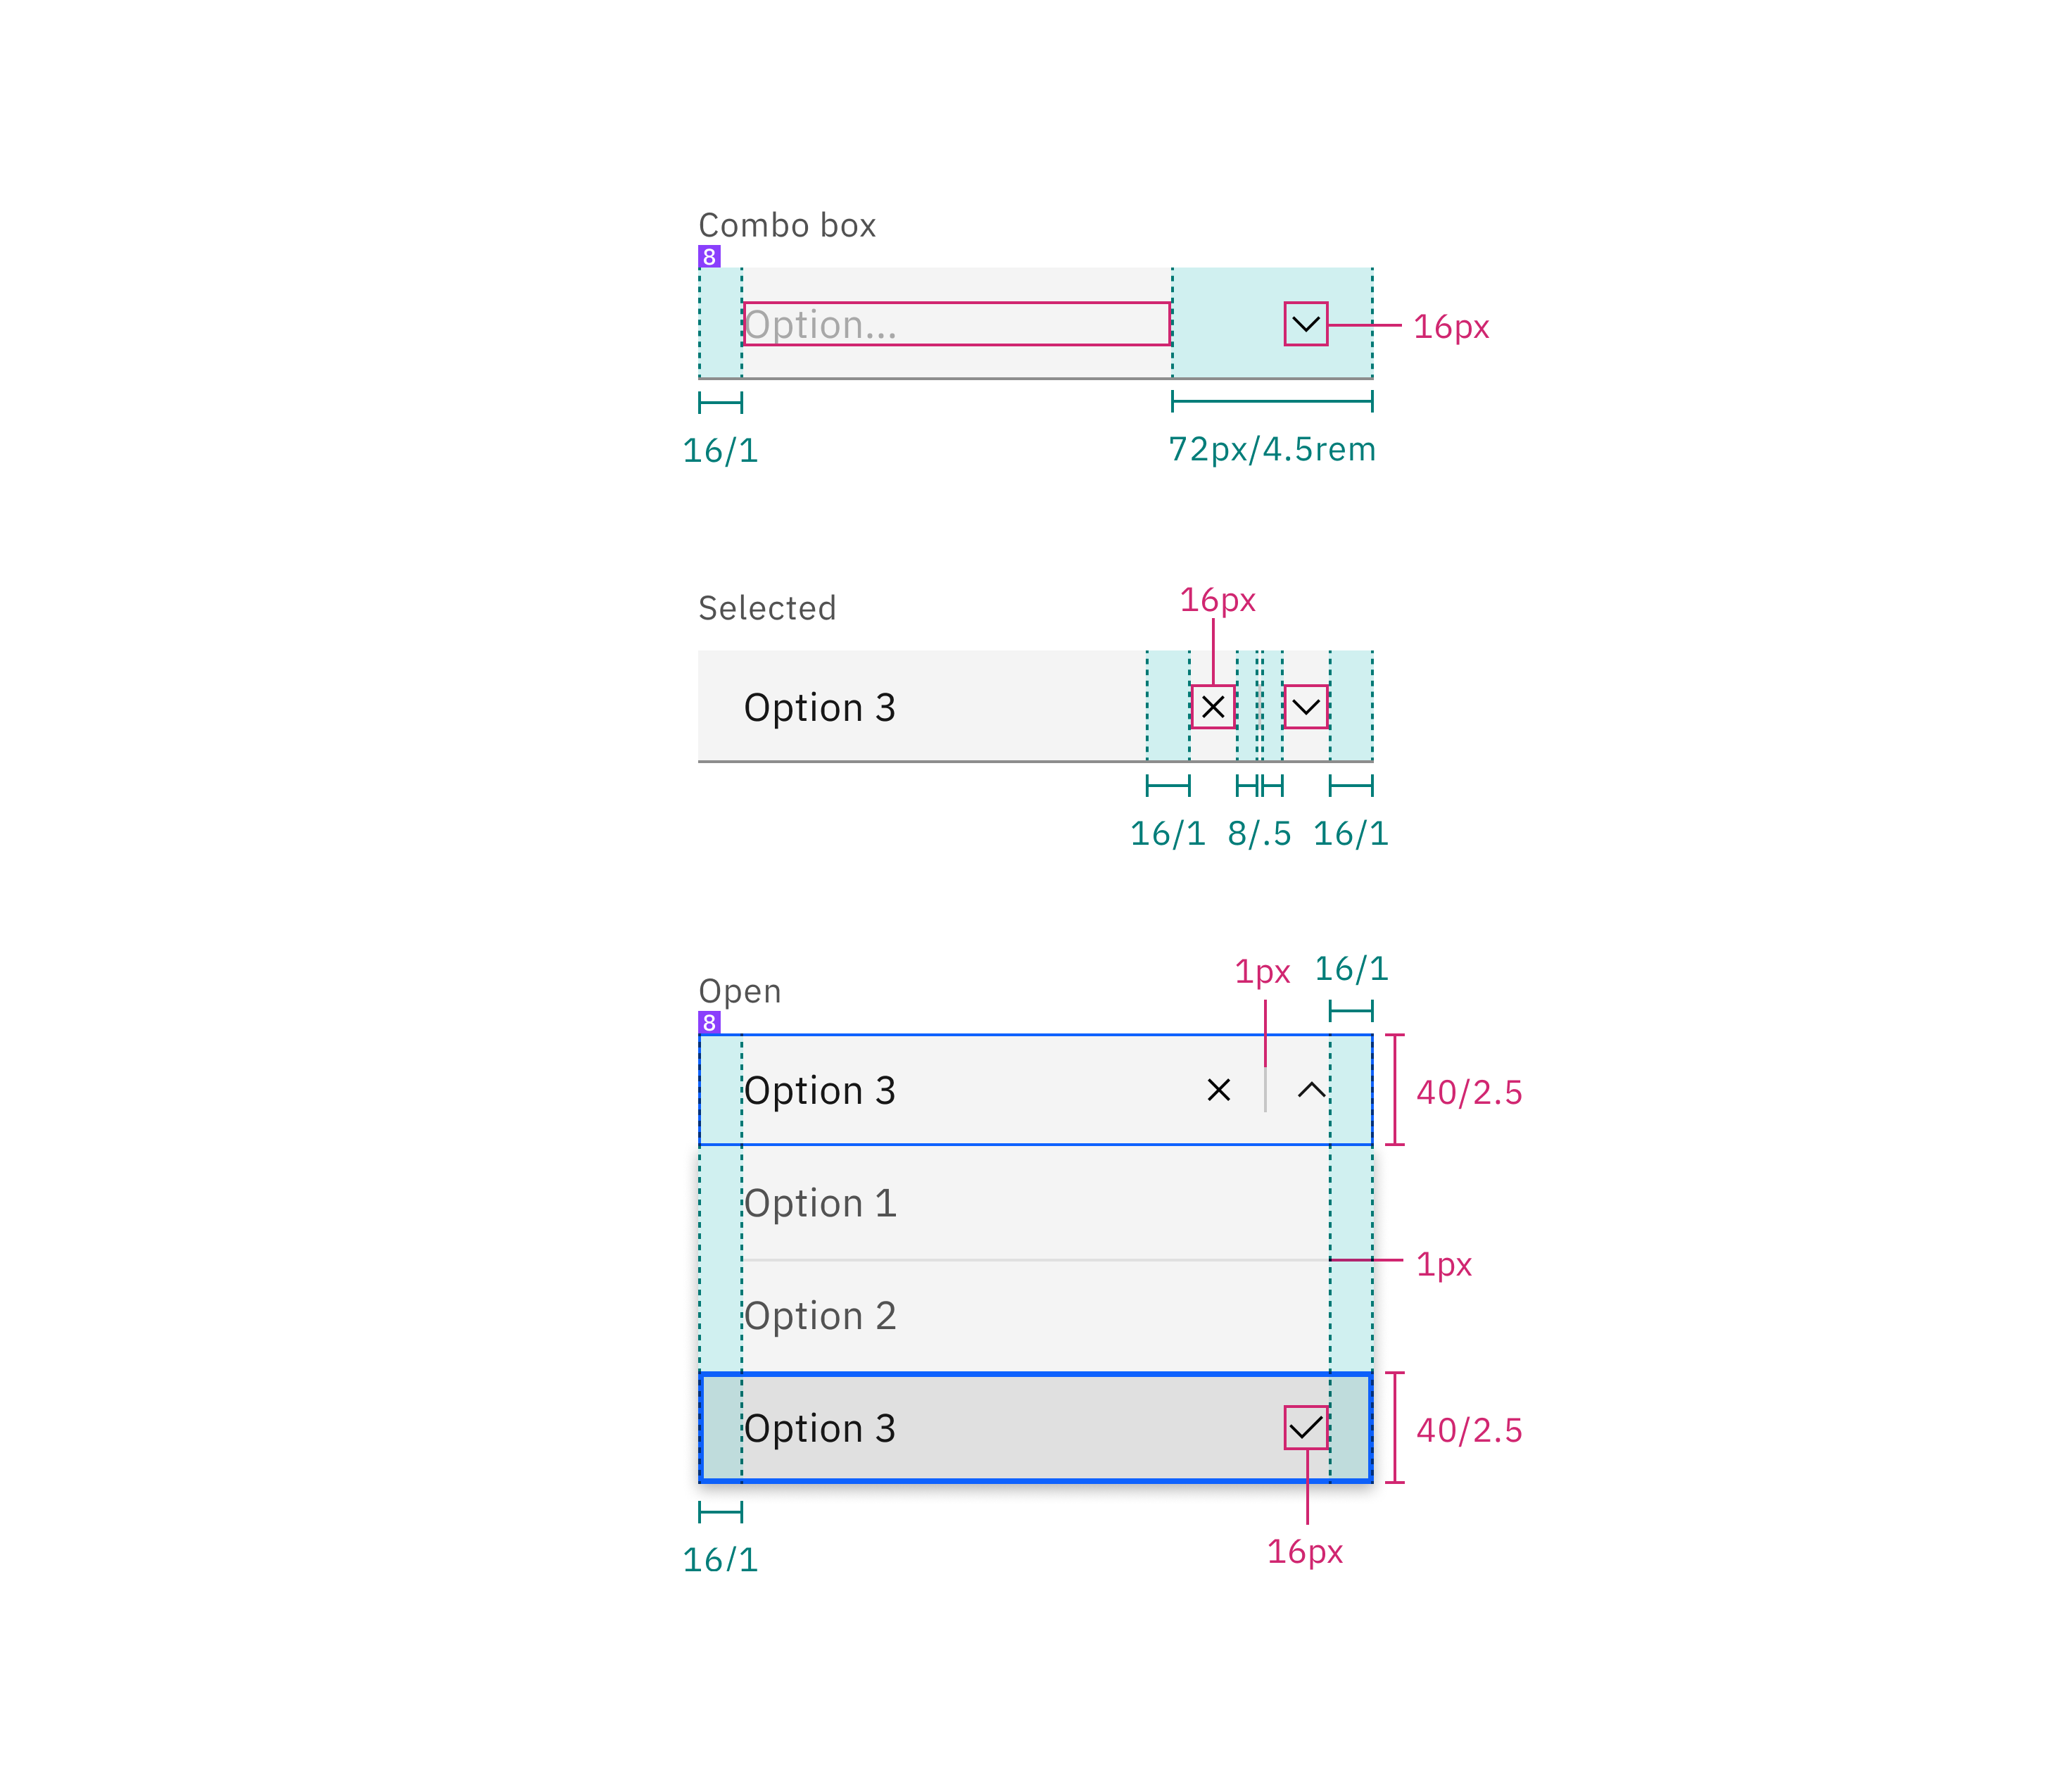 Combo box
8
Option...
16px
16/1
72px/4.5rem
16px
Selected
Option 3
16/1
8/.5
16/1
1px
16/1
Open
8
Option 3
40/2.5
Option 1
1px
Option 2
Option 3
40/2.5
16/1
16px